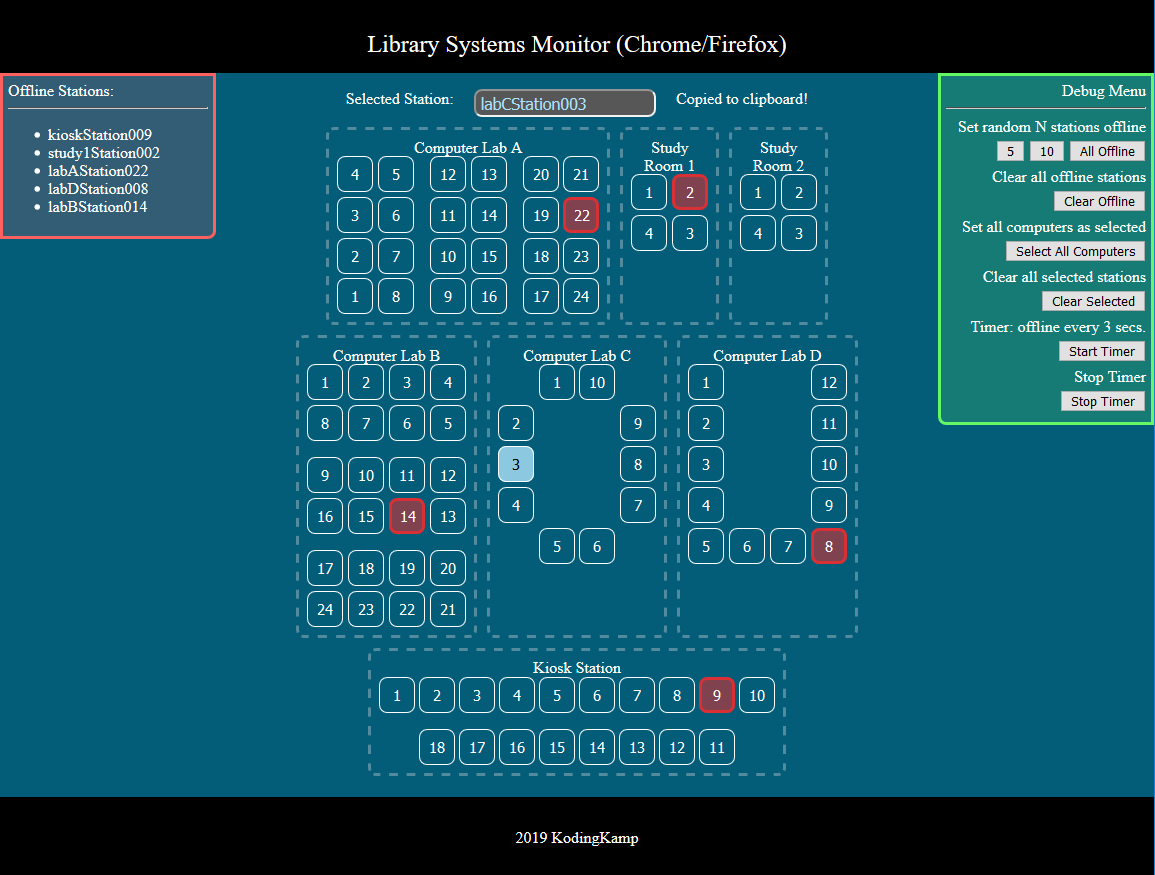 Library Systems Monitor (Chrome/Firefox)
Offline Stations:
kioskStation009
study1Station002
labAStation022
labDStation008
labBStation014
Selected Station: labCStation003 Copied to clipboard!
Computer Lab A
4 5 12 13 20 21
3 6 11 14 19 22
2 7 10 15 18 23
1 8 9 16 17 24
Study
Room 1
1 2
4 3
Study
Room 2
1 2
4 3
Computer Lab B
1 2 3 4
8 7 6 5
9 10 11 12
16 15 14 13
17 18 19 20
24 23 22 21
Computer Lab C
1 10
2 9
3 8
4 7
5 6
Computer Lab D
1 12
2 11
3 10
4 9
5 6 7 8
Kiosk Station
1 2 3 4 5 6 7 8 9 10
18 17 16 15 14 13 12 11
Debug Menu
Set random N stations offline
5 10 All Offline
Clear all offline stations
Clear Offline
Set all computers as selected
Select All Computers
Clear all selected stations
Clear Selected
Timer: offline every 3 secs.
Start Timer
Stop Timer
Stop Timer
2019 KodingKamp